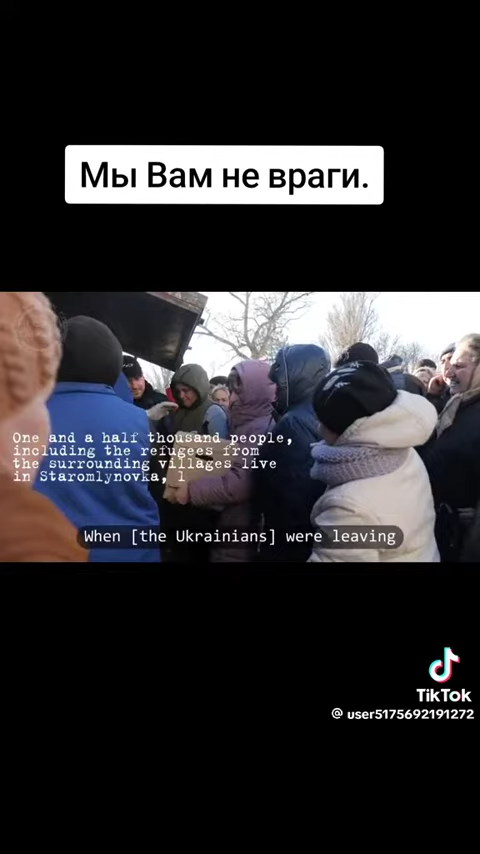 Мы Вам не враги.
One and a half thousand people,
including the refugees from
the surrounding villages live
in Staromlynovka, l
When [the Ukrainians] were leaving
TikTok
@ user5175692191272